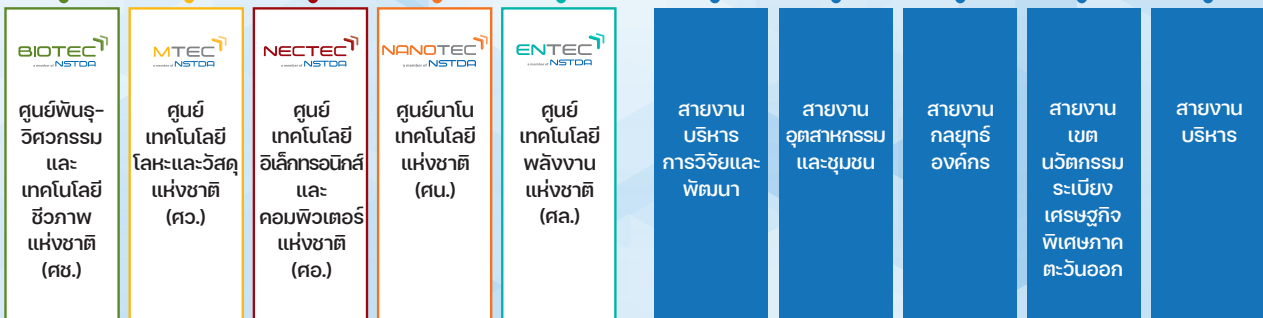 BIOTEC
a member of NSTDA
ศูนย์พันธุ-
วิศวกรรม
และ
เทคโนโลยี
ชีวภาพ
แห่งชาติ
(ศช.)
MTEC
a member of NSTDA
ศูนย์
เทคโนโลยี
โลหะและวัสดุ
แห่งชาติ
(ศว.)
NECTEC
a member of NSTDA
ศูนย์
เทคโนโลยี
อิเล็กทรอนิกส์
และ
คอมพิวเตอร์
แห่งชาติ
(ศอ.)
NANOTEC
a member of NSTDA
ศูนย์นาโน
เทคโนโลยี
แห่งชาติ
(ศน.)
ENTEC
a member of NSTDA
ศูนย์
เทคโนโลยี
พลังงาน
แห่งชาติ
(ศล.)
สายงาน
บริหาร
การวิจัยและ
พัฒนา
สายงาน
อุตสาหกรรม
และชุมชน
สายงาน
กลยุทธ์
องค์กร
สายงาน
เขต
นวัตกรรม
ระเบียง
เศรษฐกิจ
พิเศษภาค
ตะวันออก
สายงาน
บริหาร